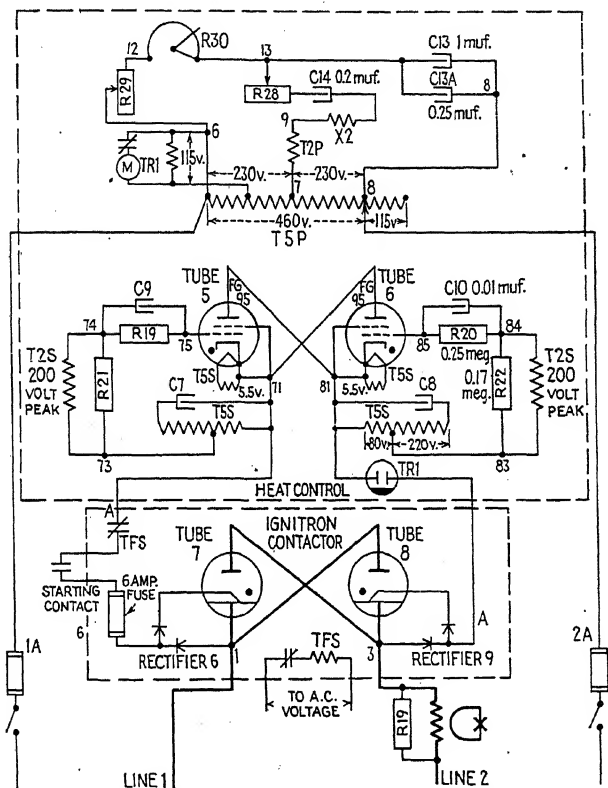 12
R30
13
C13 1 muf.
C14 0.2 muf.
C13A
8
R29
R28
0.25 muf.
9
X2
6
T2P
115v.
M
TR1
230v.
230v.
7
8
460v.
115v
T5P
TUBE
5
FG
95
FG
95
TUBE
6
C9
C10 0.01 muf.
74
R19
75
85
R20
84
0.25 meg.
T2S
200
VOLT
PEAK
R21
T5S
5.5v.
71
81
5.5v.
T5S
0.17
meg.
R22
T2S
200
VOLT
PEAK
C7
T5S
C8
T5S
80v.
220v.
73
83
TR1
HEAT CONTROL
A
TFS
TUBE
7
IGNITRON
CONTACTOR
TUBE
8
STARTING
CONTACT
6 AMP.
FUSE
6
A
1A
RECTIFIER 6
1
TFS
3
RECTIFIER 9
2A
TO A.C.
VOLTAGE
R19
LINE 1
LINE 2